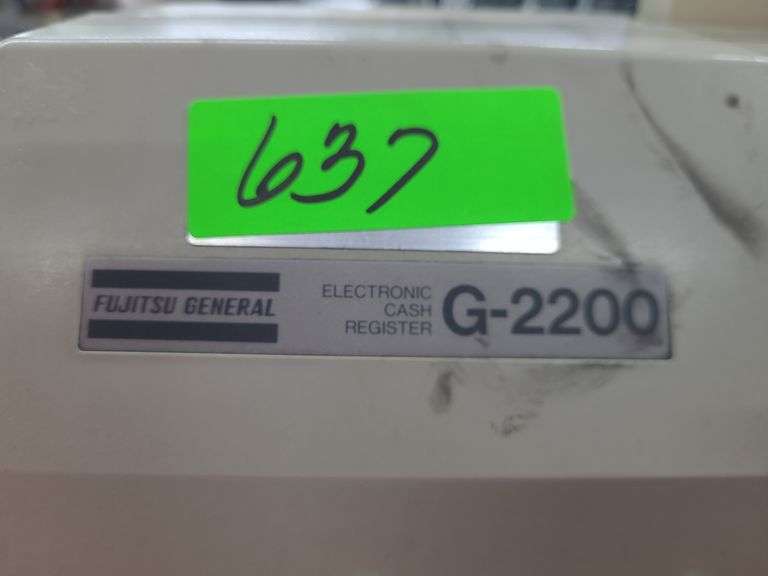 637
FUJITSU GENERAL
ELECTRONIC
CASH
REGISTER
G-2200